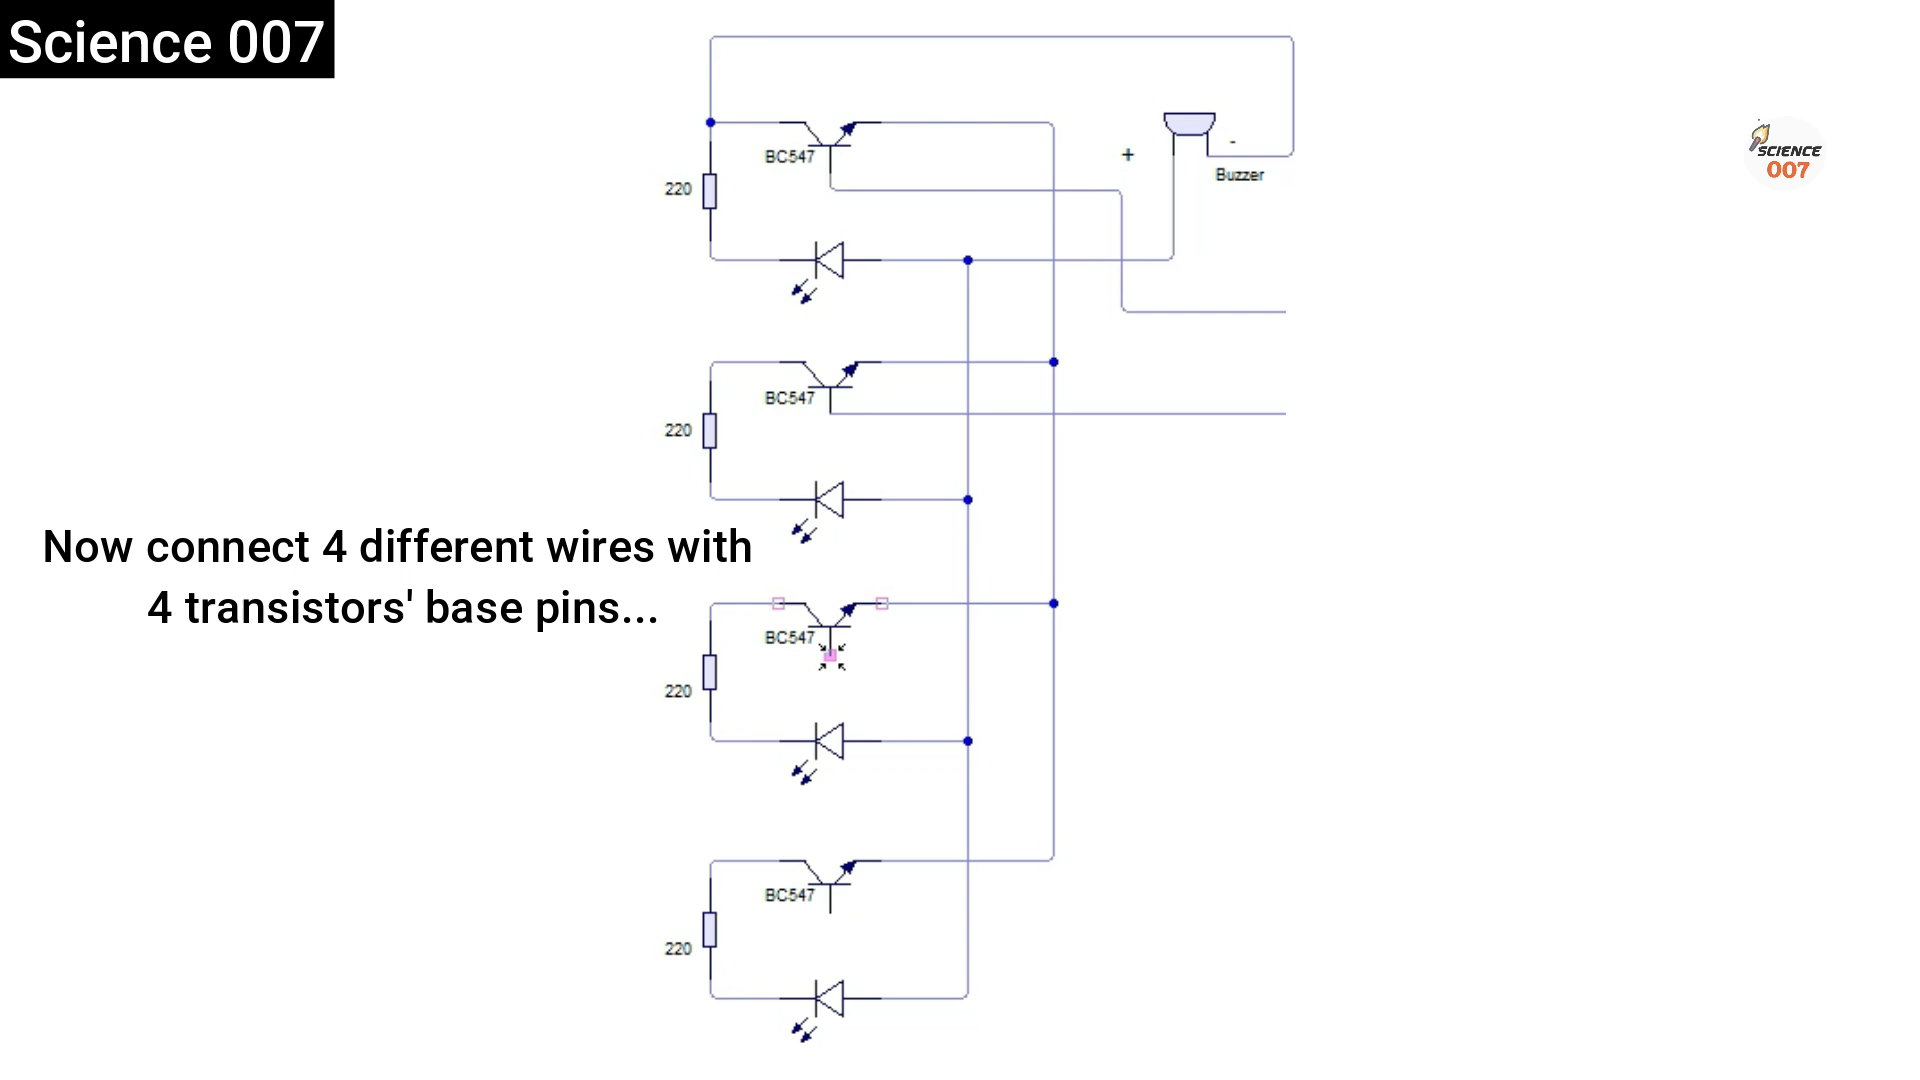 Science 007
+
-
BC547
Buzzer
220
SCIENCE
007
BC547
220
Now connect 4 different wires with
4 transistors' base pins...
BC547
220
BC547
220